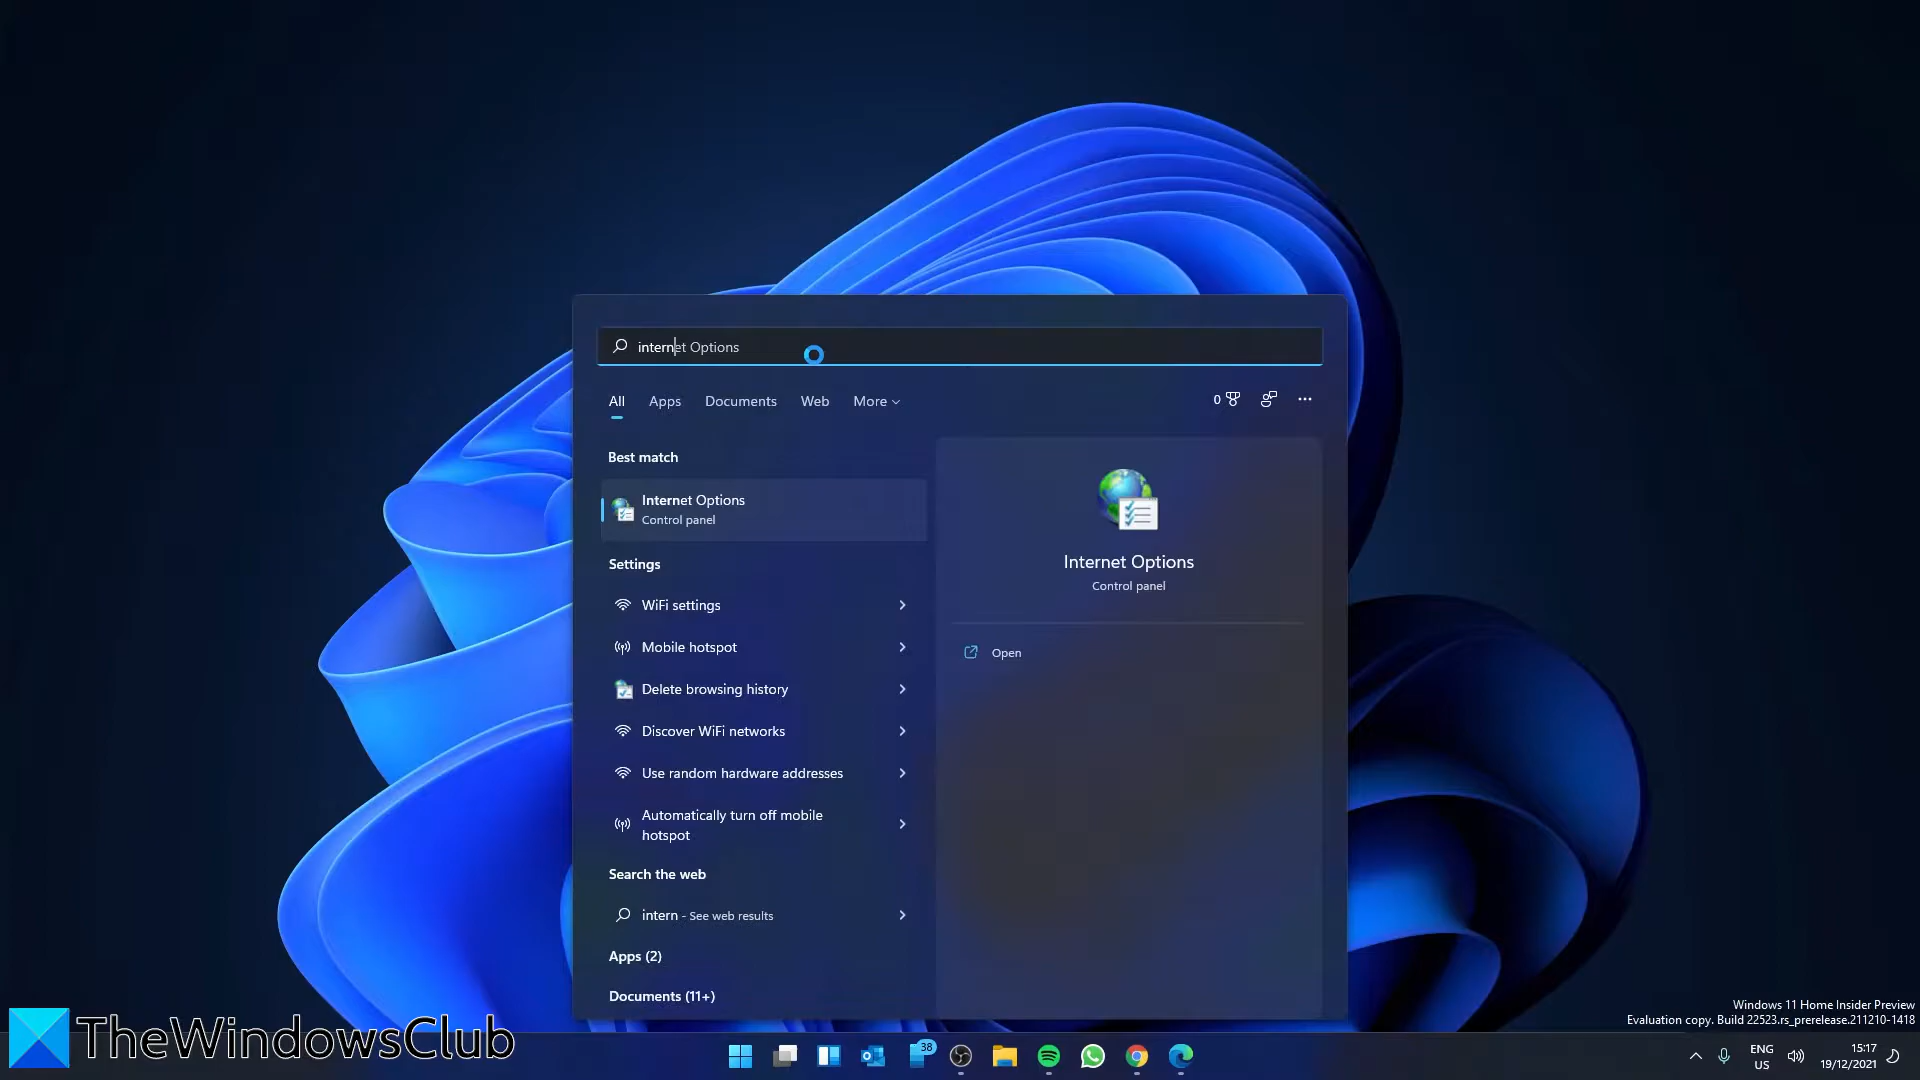 internet Options
All Apps Documents Web More
0
Best match
Internet Options
Control panel
Settings
WiFi settings
Mobile hotspot
Delete browsing history
Discover WiFi networks
Use random hardware addresses
Automatically turn off mobile
hotspot
Search the web
intern - See web results
Apps (2)
Documents (11+)
Internet Options
Control panel
Open
TheWindowsClub
Windows 11 Home Insider Preview
Evaluation copy. Build 22523.rs_prerelease.211210-1418
38
ENG
US
15:17
19/12/2021